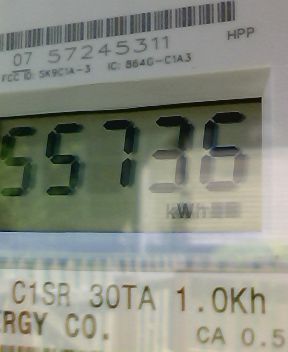 07 57245311
HPP
FCC ID: SK9C1A-3 IC: 864G-C1A3
55736
kWh
C1SR 30TA 1.0Kh
ERGY CO.
CA 0.5